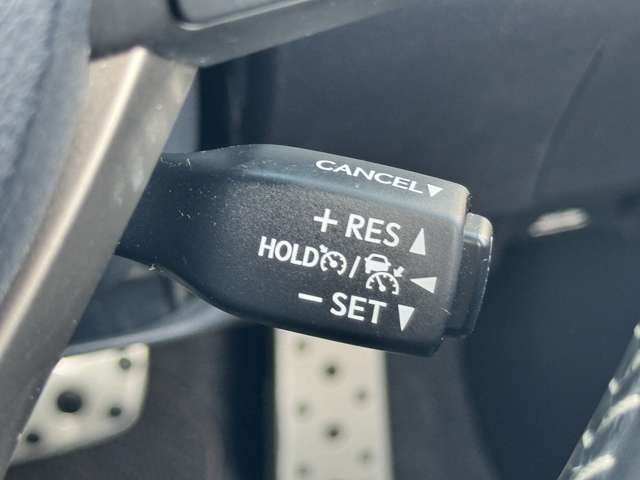 CANCEL▼
+ RES ▲
HOLD / ◀
− SET ▼